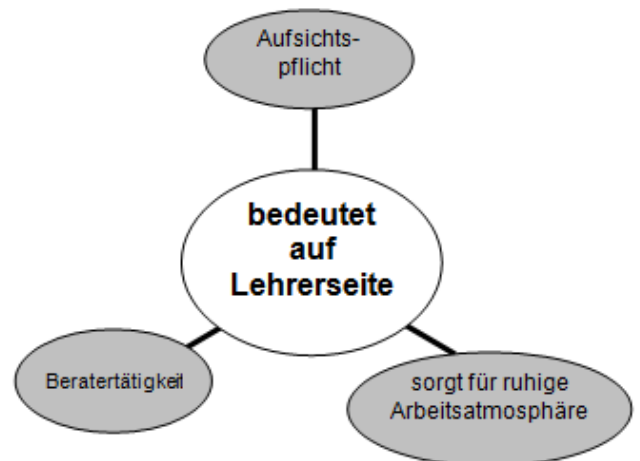 Aufsichts-
pflicht
bedeutet
auf
Lehrerseite
Beratertätigkeit
sorgt für ruhige
Arbeitsatmosphäre